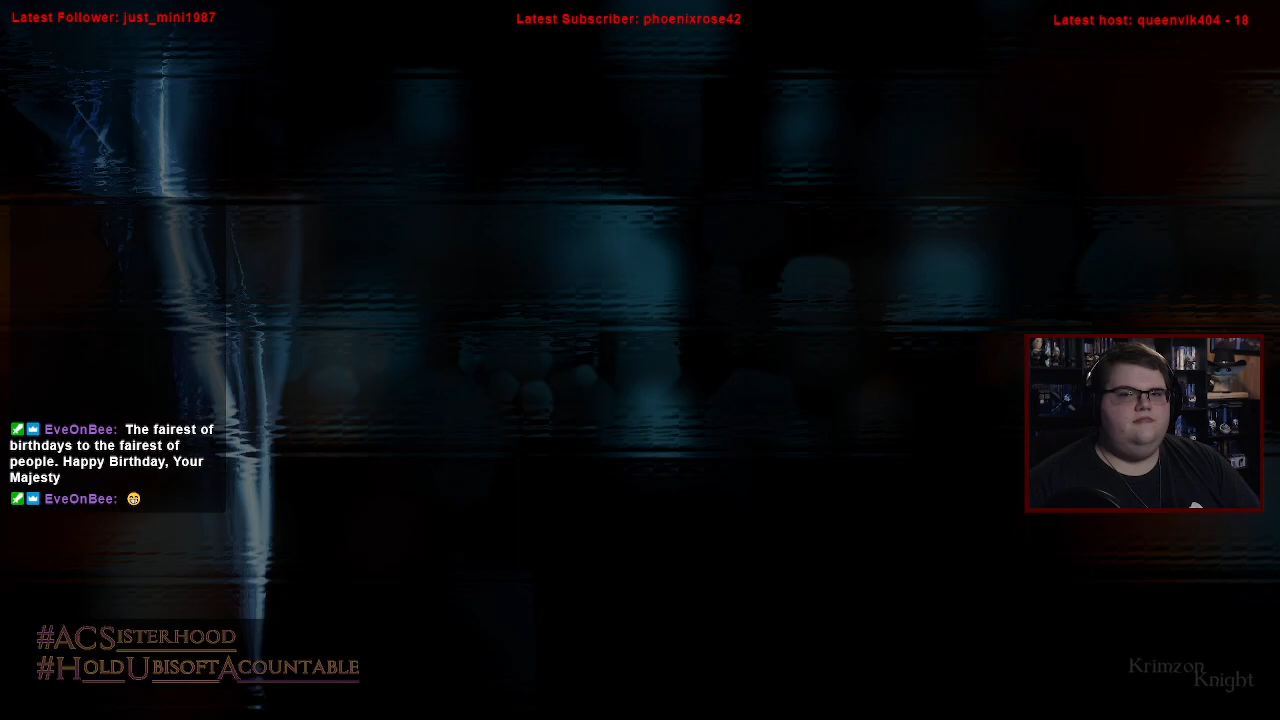 Latest Follower: just_mini1987
Latest Subscriber: phoenixrose42
Latest host: queenvlk404 - 18
EveOnBee: The fairest of
birthdays to the fairest of
people. Happy Birthday, Your
Majesty
EveOnBee: 😁
#ACSisterhood
#HoldUbisoftAcountable
Krimzon
Knight